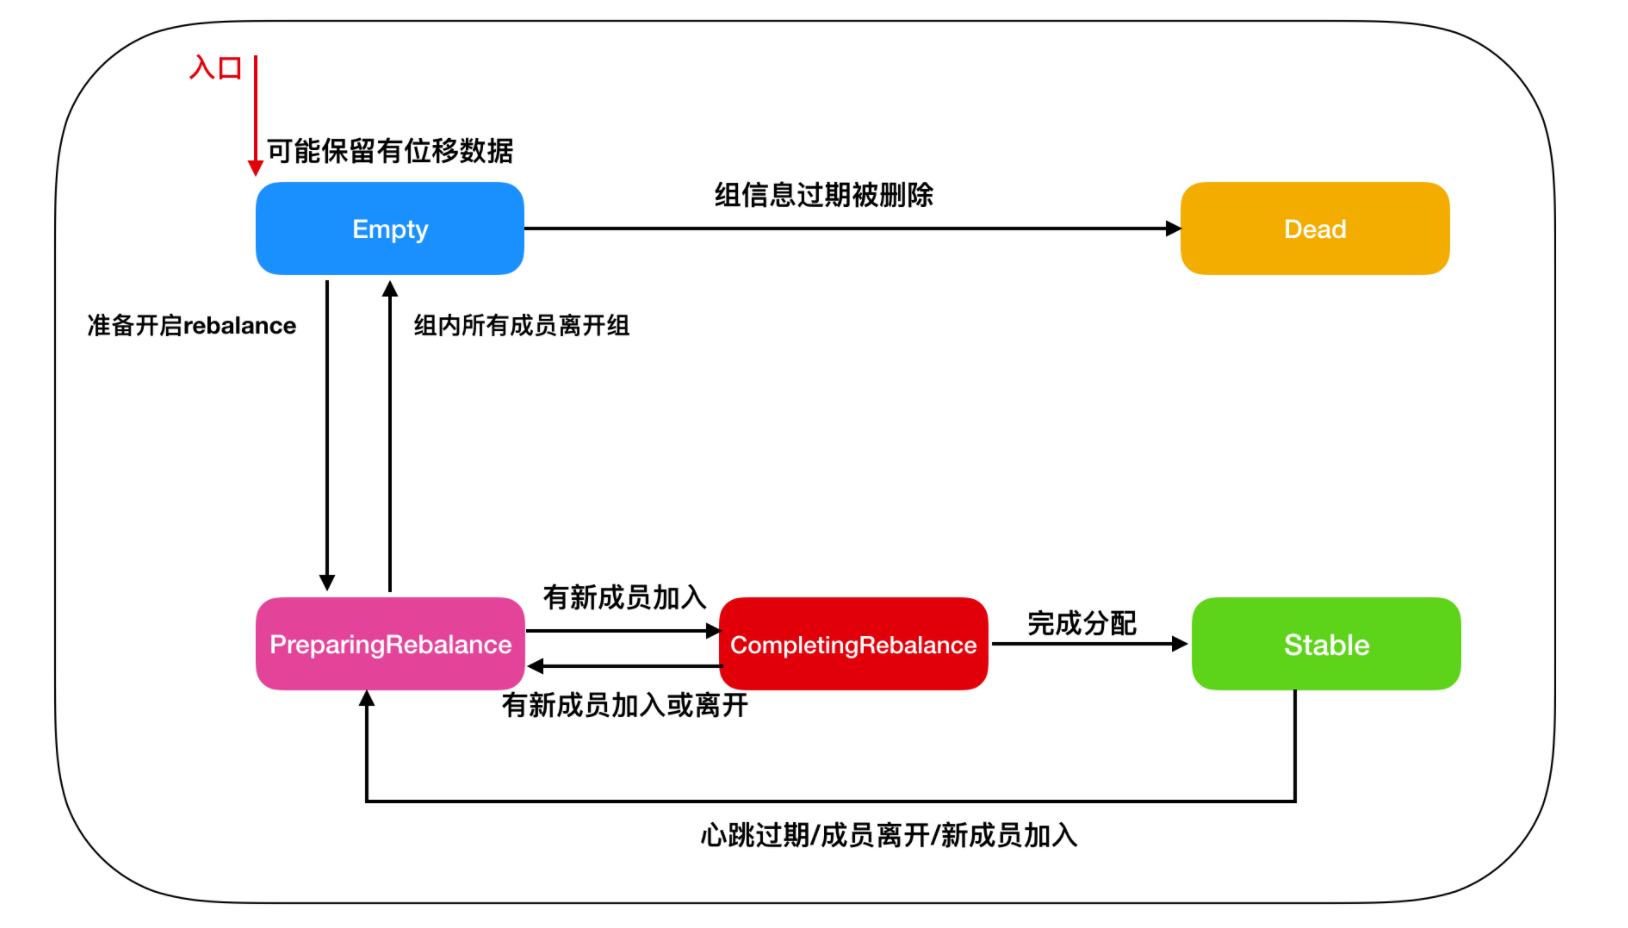 入口
可能保留有位移数据
组信息过期被删除
Empty
Dead
准备开启rebalance
组内所有成员离开组
有新成员加入
完成分配
PreparingRebalance
CompletingRebalance
Stable
有新成员加入或离开
心跳过期/成员离开/新成员加入